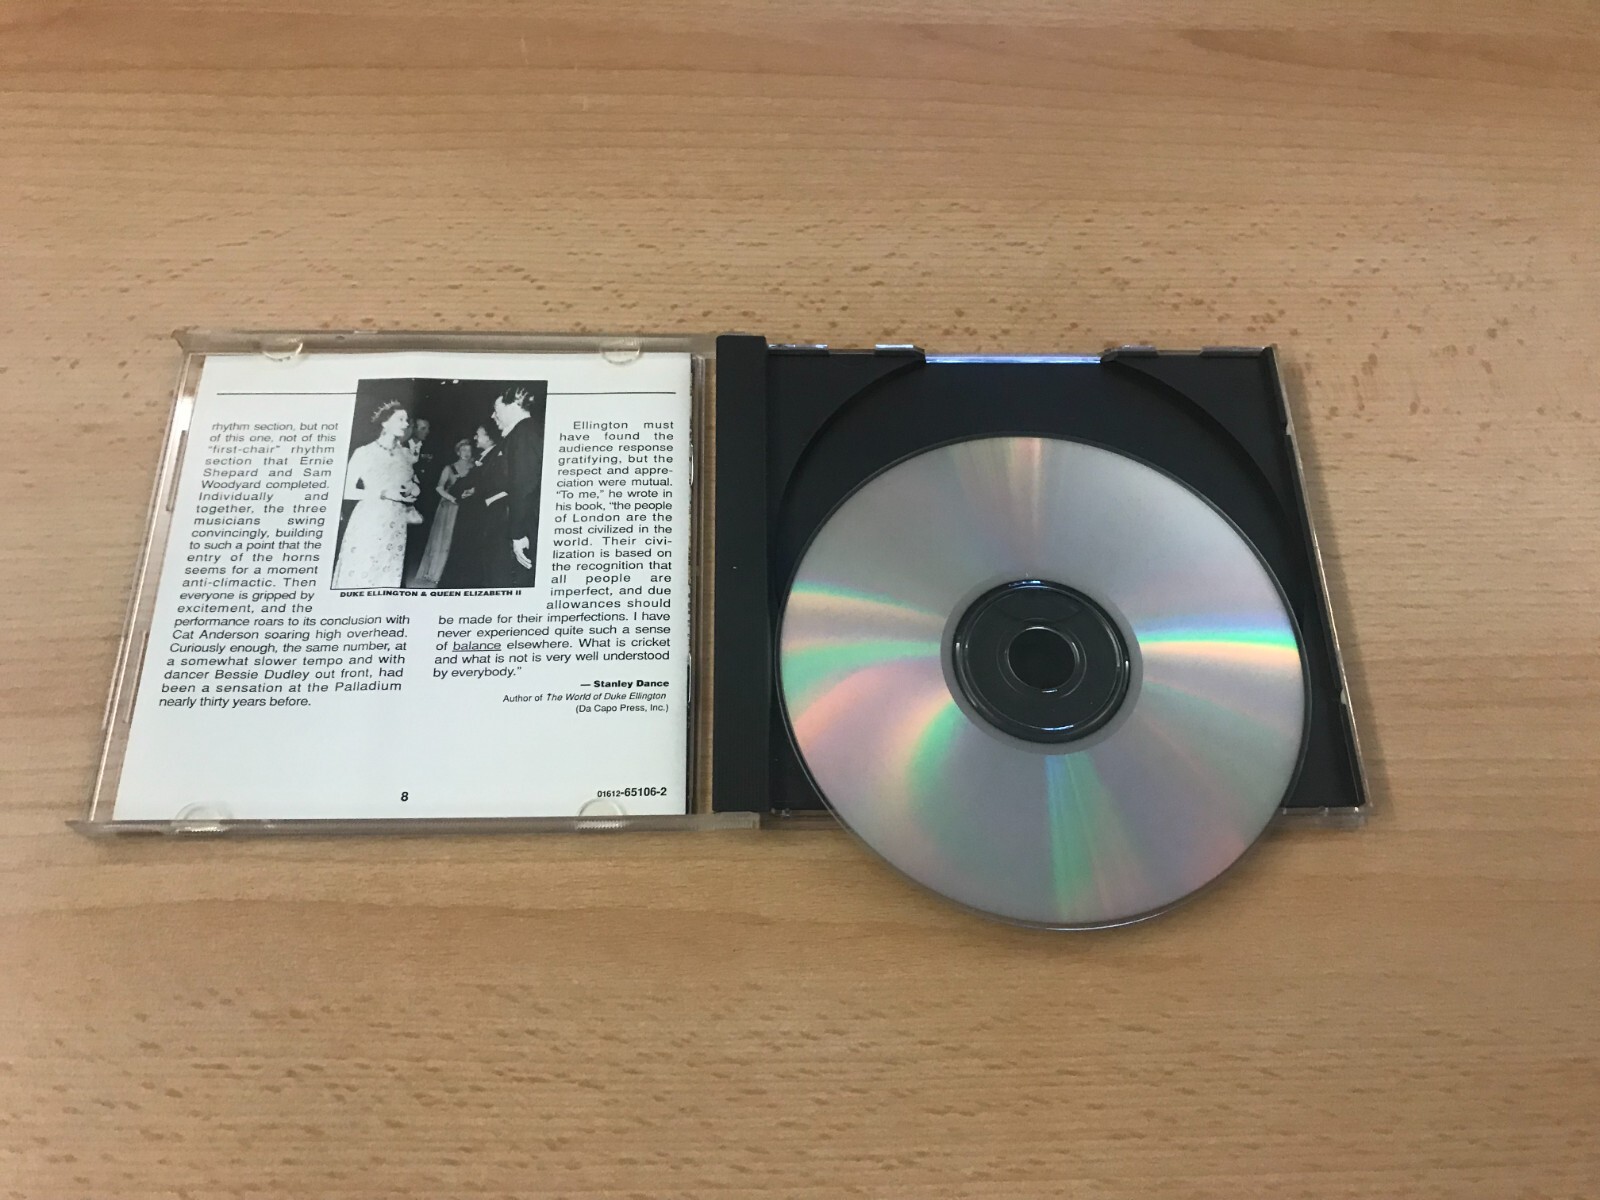 rhythm section, but not
of this one, not of this
"first-chair" rhythm
section that Ernie
Shepard and Sam
Woodyard completed.
Individually and
together, the three
musicians swing
convincingly, building
to such a point that the
entry of the horns
seems for a moment
anti-climactic. Then
everyone is gripped by
excitement, and the
performance roars to its conclusion with
Cat Anderson soaring high overhead.
Curiously enough, the same number, at
a somewhat slower tempo and with
dancer Bessie Dudley out front, had
been a sensation at the Palladium
nearly thirty years before.
DUKE ELLINGTON & QUEEN ELIZABETH II
Ellington must
have found the
audience response
gratifying, but the
respect and appre-
ciation were mutual.
"To me," he wrote in
his book, "the people
of London are the
most civilized in the
world. Their civi-
lization is based on
the recognition that
all people are
imperfect, and due
allowances should
be made for their imperfections. I have
never experienced quite such a sense
of balance elsewhere. What is cricket
and what is not is very well understood
by everybody."
— Stanley Dance
Author of The World of Duke Ellington
(Da Capo Press, Inc.)
8
01612-65106-2